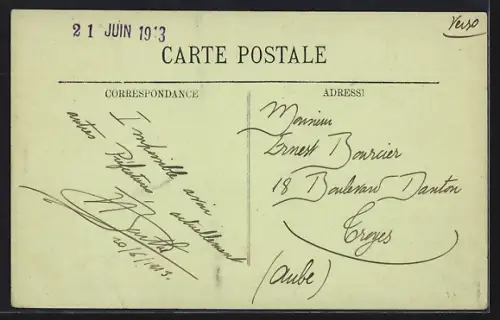 21 JUIN 1913
Verso
CARTE POSTALE
CORRESPONDANCE
ADRESSE
Impossible avoir
actuellement
autres Préfectures
20/6/1913.
Monsieur
Ernest Bourcier
18 Boulevard Danton
Troyes
(Aube)